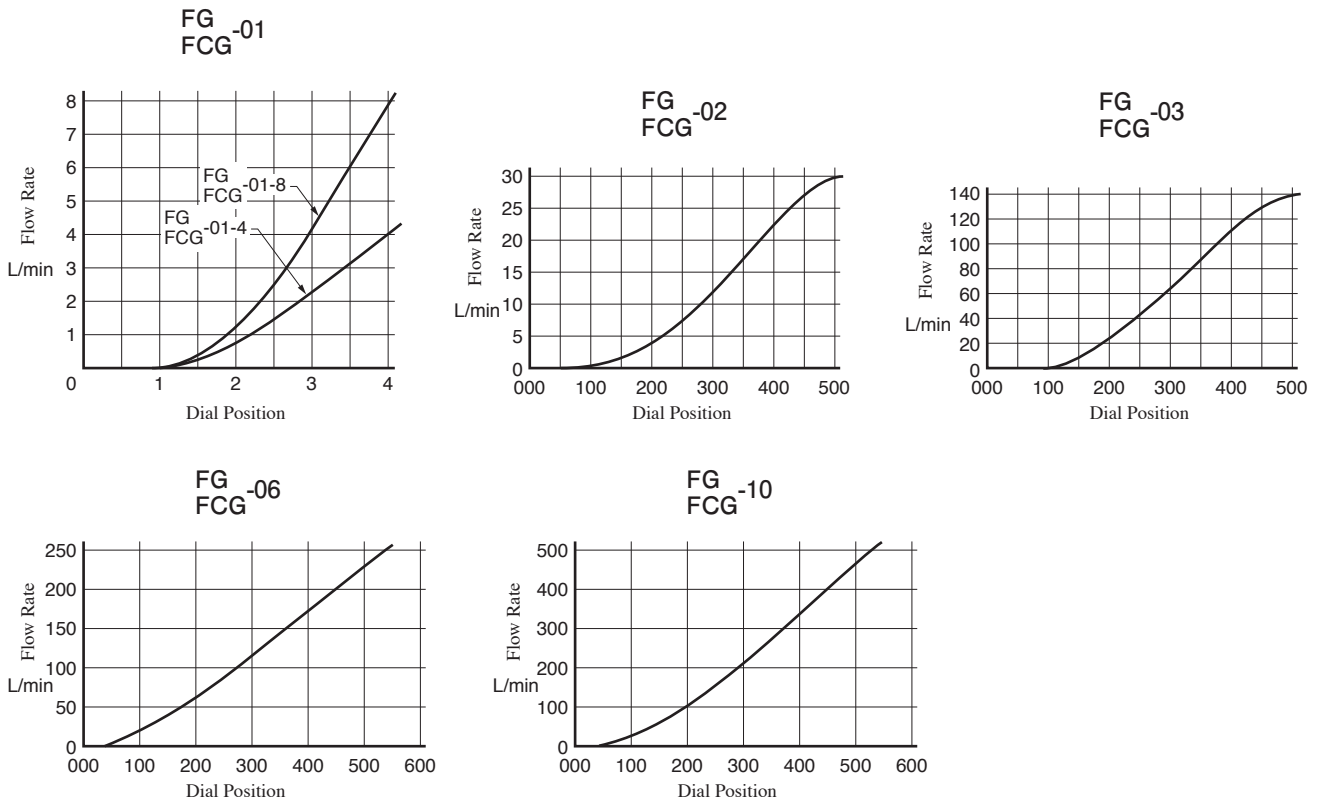 FG
FCG-01
8
7
6
5
4
3
2
1
0
1 2 3 4
Flow Rate
L/min
Dial Position
FG
FCG-01-8
FG
FCG-01-4
FG
FCG-02
30
25
20
15
10
5
0
000 100 200 300 400 500
Flow Rate
L/min
Dial Position
FG
FCG-03
140
120
100
80
60
40
20
0
000 100 200 300 400 500
Flow Rate
L/min
Dial Position
FG
FCG-06
250
200
150
100
50
0
000 100 200 300 400 500 600
Flow Rate
L/min
Dial Position
FG
FCG-10
500
400
300
200
100
0
000 100 200 300 400 500 600
Flow Rate
L/min
Dial Position